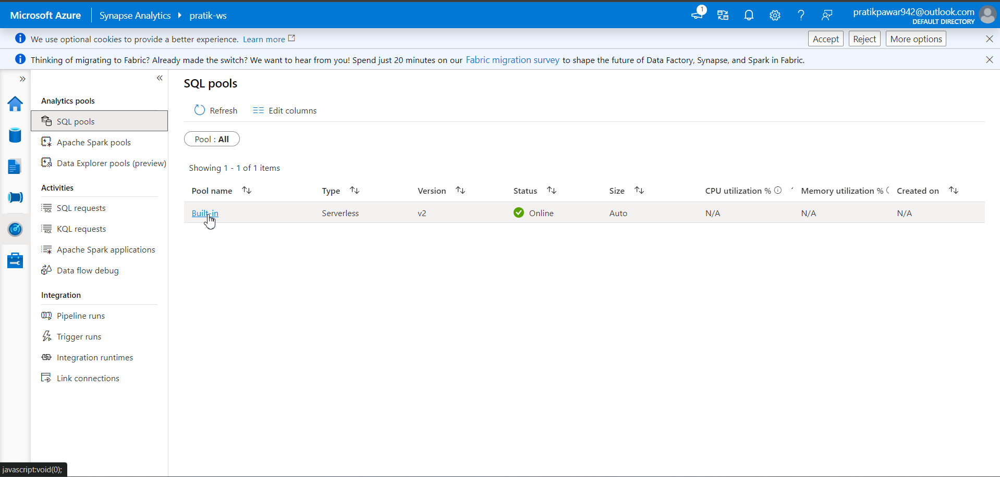 Microsoft Azure Synapse Analytics pratik-ws 1 pratikpawar942@outlook.com
DEFAULT DIRECTORY
We use optional cookies to provide a better experience. Learn more Accept Reject More options
Thinking of migrating to Fabric? Already made the switch? We want to hear from you! Spend just 20 minutes on our Fabric migration survey to shape the future of Data Factory, Synapse, and Spark in Fabric.
Analytics pools
SQL pools
Apache Spark pools
Data Explorer pools (preview)
Activities
SQL requests
KQL requests
Apache Spark applications
Data flow debug
Integration
Pipeline runs
Trigger runs
Integration runtimes
Link connections
SQL pools
Refresh Edit columns
Pool : All
Showing 1 - 1 of 1 items
Pool name Type Version Status Size CPU utilization % Memory utilization % Created on
Built-in Serverless v2 Online Auto N/A N/A N/A
javascript:void(0);